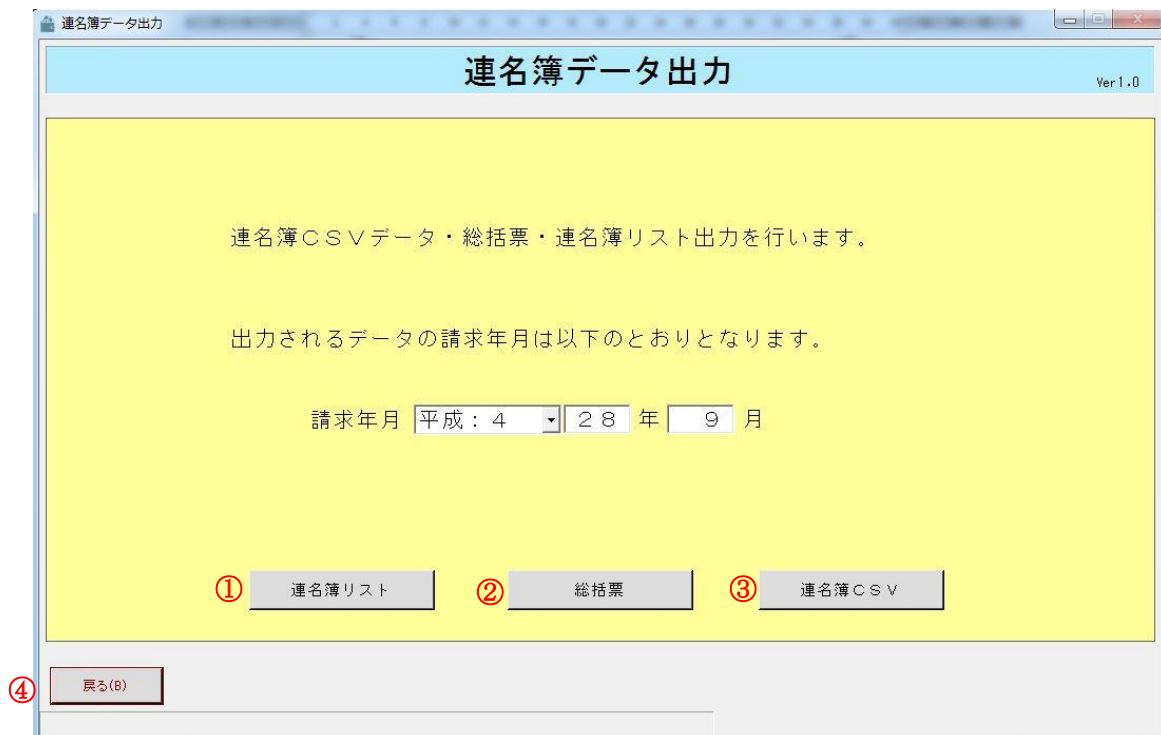 連名簿データ出力
連名簿データ出力
Ver1.0
連名簿CSVデータ・総括票・連名簿リスト出力を行います。
出力されるデータの請求年月は以下のとおりとなります。
請求年月 平成:4 28 年 9 月
① 連名簿リスト ② 総括票 ③ 連名簿CSV
④ 戻る(B)